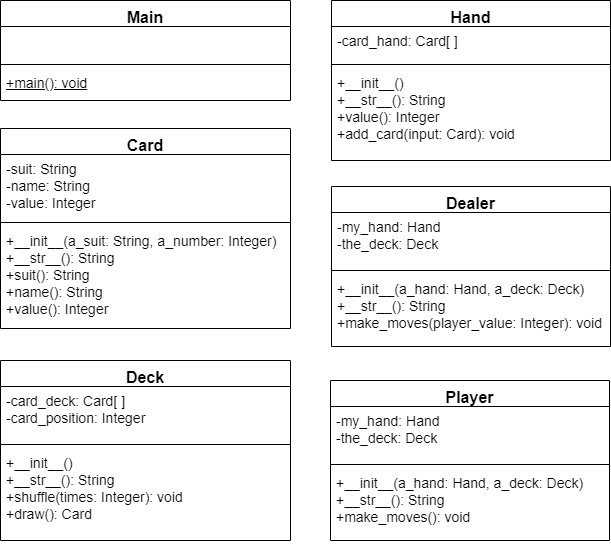 Main
+main(): void
Card
-suit: String
-name: String
-value: Integer
+__init__(a_suit: String, a_number: Integer)
+__str__(): String
+suit(): String
+name(): String
+value(): Integer
Deck
-card_deck: Card[ ]
-card_position: Integer
+__init__()
+__str__(): String
+shuffle(times: Integer): void
+draw(): Card
Hand
-card_hand: Card[ ]
+__init__()
+__str__(): String
+value(): Integer
+add_card(input: Card): void
Dealer
-my_hand: Hand
-the_deck: Deck
+__init__(a_hand: Hand, a_deck: Deck)
+__str__(): String
+make_moves(player_value: Integer): void
Player
-my_hand: Hand
-the_deck: Deck
+__init__(a_hand: Hand, a_deck: Deck)
+__str__(): String
+make_moves(): void